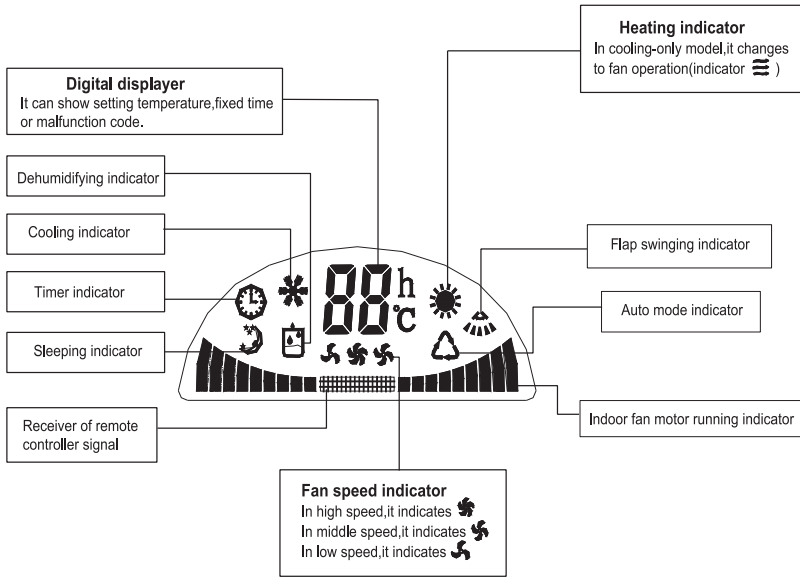 Heating indicator
In cooling-only model,it changes
to fan operation(indicator )
Digital displayer
It can show setting temperature,fixed time
or malfunction code.
Dehumidifying indicator
Cooling indicator
Flap swinging indicator
Timer indicator
Auto mode indicator
Sleeping indicator
88 h
°C
Receiver of remote
controller signal
Indoor fan motor running indicator
Fan speed indicator
In high speed,it indicates
In middle speed,it indicates
In low speed,it indicates